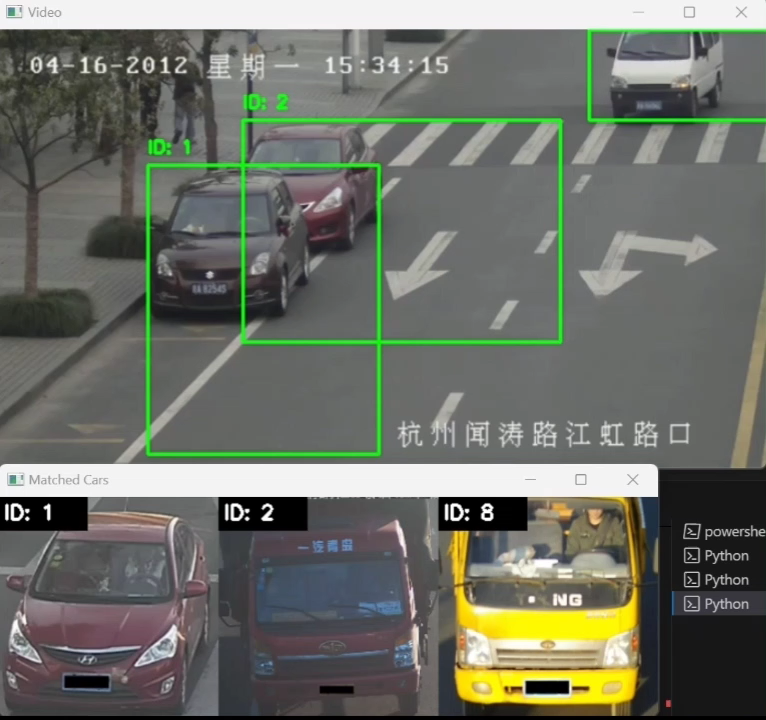 Video
04-16-2012 星期一 15:34:15
ID: 2
ID: 1
杭州闻涛路江虹路口
Matched Cars
ID: 1
ID: 2
ID: 8
NG
powershe
Python
Python
Python